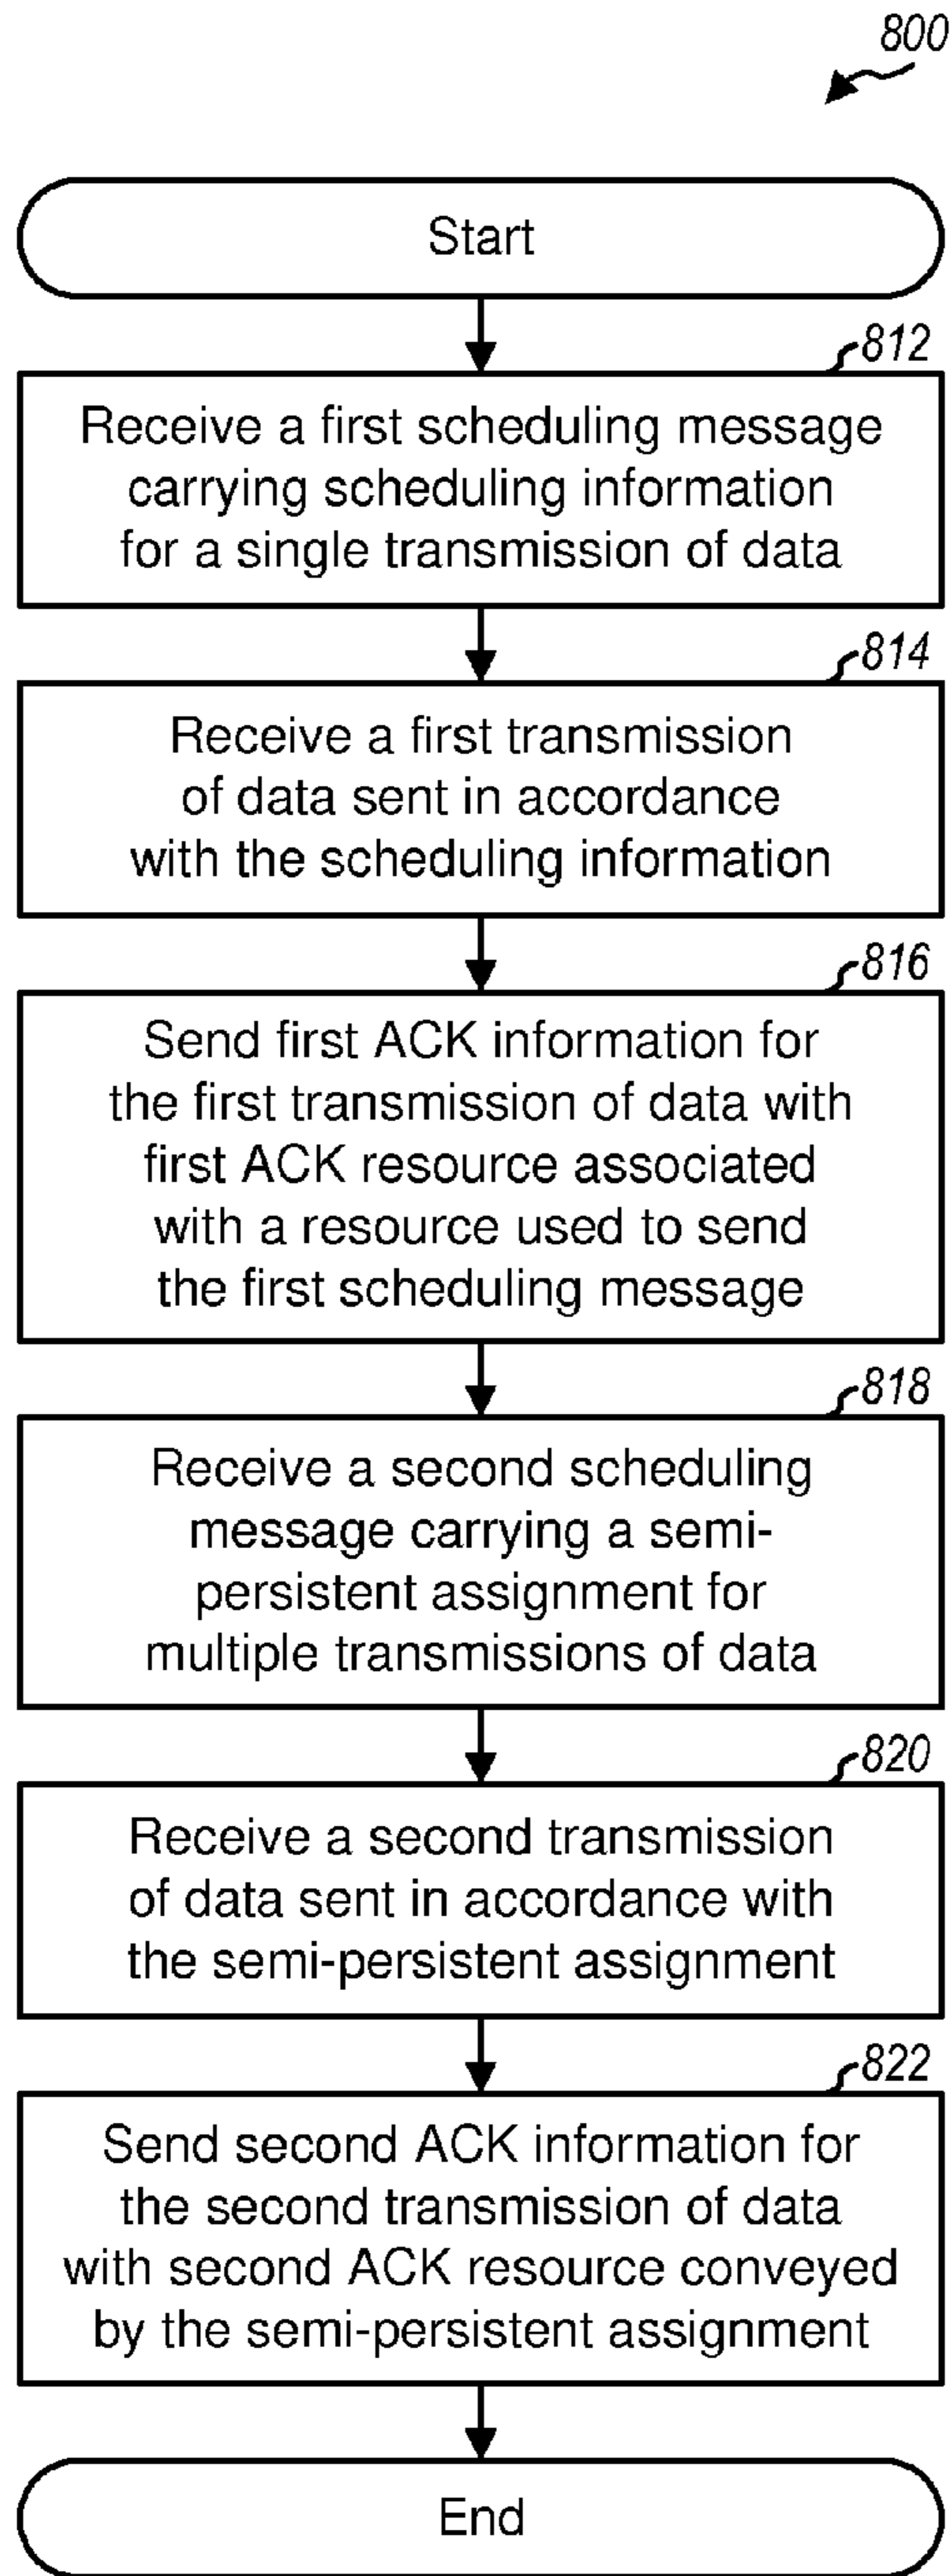 800
Start
812
Receive a first scheduling message
carrying scheduling information
for a single transmission of data
814
Receive a first transmission
of data sent in accordance
with the scheduling information
816
Send first ACK information for
the first transmission of data with
first ACK resource associated
with a resource used to send
the first scheduling message
818
Receive a second scheduling
message carrying a semi-
persistent assignment for
multiple transmissions of data
820
Receive a second transmission
of data sent in accordance with
the semi-persistent assignment
822
Send second ACK information for
the second transmission of data
with second ACK resource conveyed
by the semi-persistent assignment
End